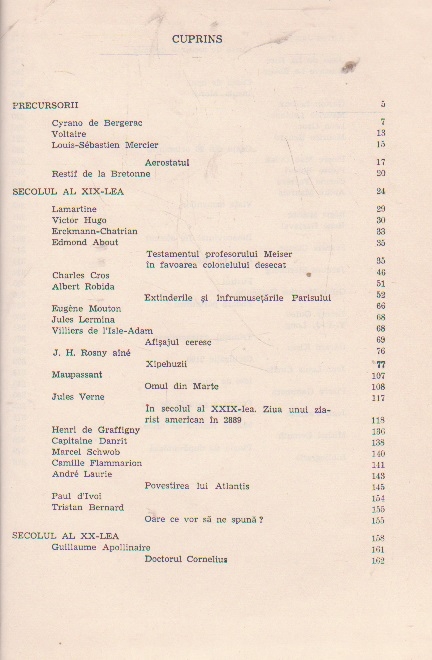 CUPRINS
PRECURSORII 5
Cyrano de Bergerac 7
Voltaire 13
Louis-Sébastien Mercier 15
Aerostatul 17
Restif de la Bretonne 20
SECOLUL AL XIX-LEA 24
Lamartine 29
Victor Hugo 30
Erckmann-Chatrian 33
Edmond About 35
Testamentul profesorului Meiser
în favoarea colonelului desecat 35
Charles Cros 46
Albert Robida 51
Extinderile și înfrumusețările Parisului 52
Eugène Mouton 66
Jules Lermina 68
Villiers de l'Isle-Adam 68
Afișajul ceresc 69
J. H. Rosny aîné 76
Xipehuzii 77
Maupassant 107
Omul din Marte 108
Jules Verne 117
În secolul al XXIX-lea. Ziua unui zia-
rist american în 2889 118
Henri de Graffigny 136
Capitaine Danrit 138
Marcel Schwob 140
Camille Flammarion 141
André Laurie 143
Povestirea lui Atlantis 145
Paul d'Ivoi 154
Tristan Bernard 155
Oare ce vor să ne spună? 155
SECOLUL AL XX-LEA 158
Guillaume Apollinaire 161
Doctorul Cornelius 162